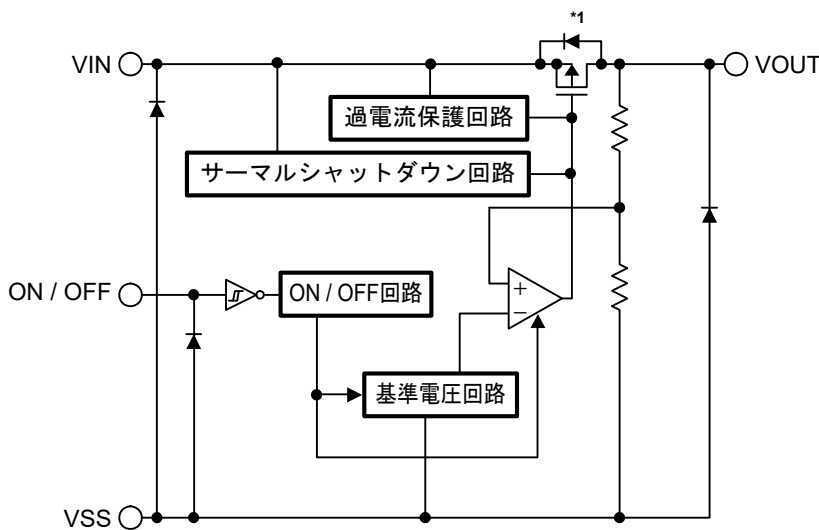 *1
VIN
VOUT
過電流保護回路
サーマルシャットダウン回路
ON / OFF
ON / OFF回路
+
−
基準電圧回路
VSS